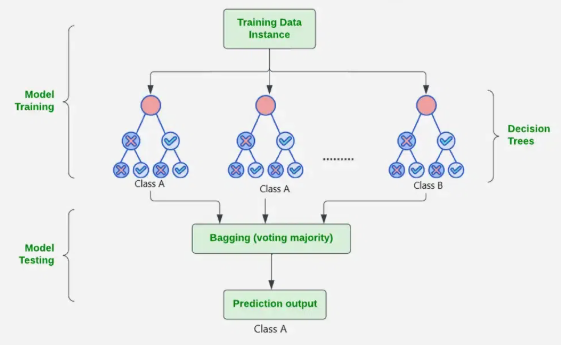 Training Data
Instance
Model
Training
Decision
Trees
.........
Class A
Class A
Class B
Bagging (voting majority)
Model
Testing
Prediction output
Class A